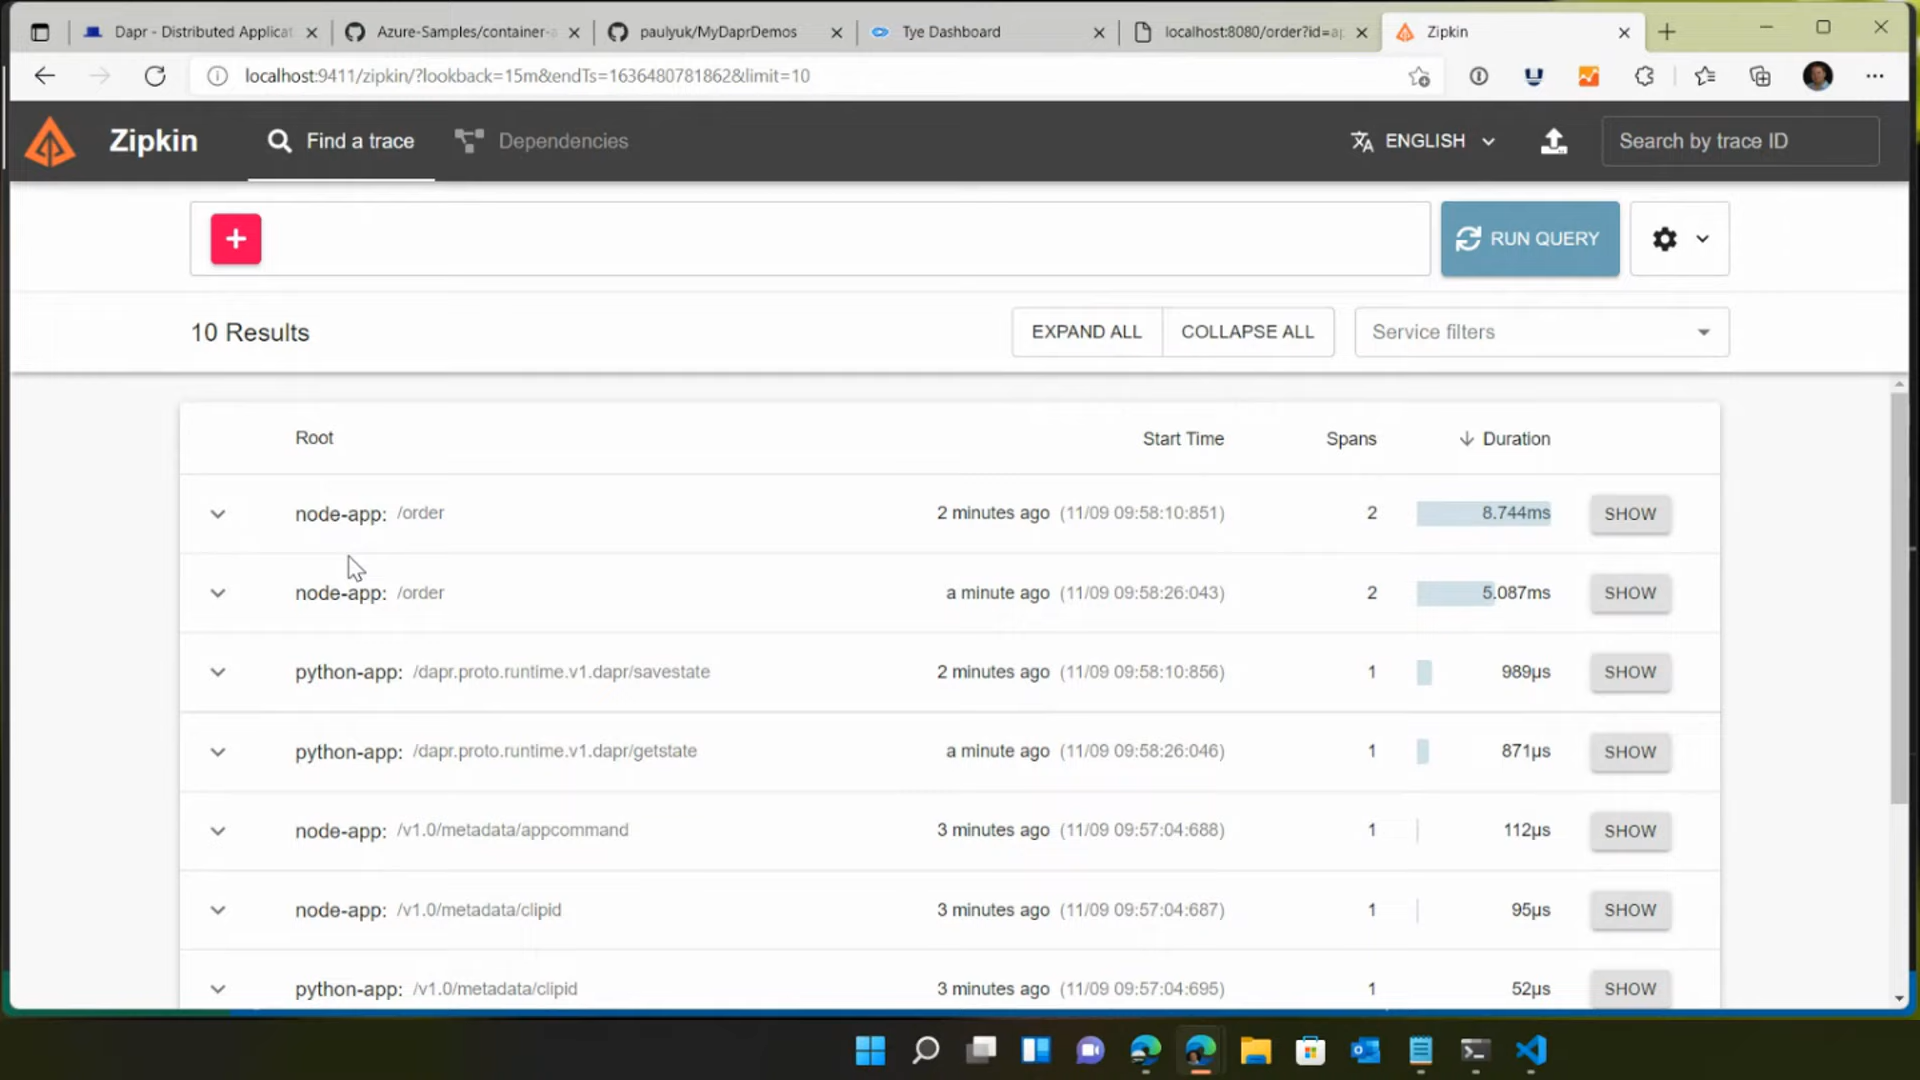 Dapr - Distributed Applicat
Azure-Samples/container-a
paulyuk/MyDaprDemos
Tye Dashboard
localhost:8080/order?id=ap
Zipkin
localhost:9411/zipkin/?lookback=15m&endTs=1636480781862&limit=10
Zipkin
Find a trace
Dependencies
ENGLISH
Search by trace ID
RUN QUERY
10 Results
EXPAND ALL
COLLAPSE ALL
Service filters
Root Start Time Spans Duration
node-app: /order 2 minutes ago (11/09 09:58:10:851) 2 8.744ms SHOW
node-app: /order a minute ago (11/09 09:58:26:043) 2 5.087ms SHOW
python-app: /dapr.proto.runtime.v1.dapr/savestate 2 minutes ago (11/09 09:58:10:856) 1 989µs SHOW
python-app: /dapr.proto.runtime.v1.dapr/getstate a minute ago (11/09 09:58:26:046) 1 871µs SHOW
node-app: /v1.0/metadata/appcommand 3 minutes ago (11/09 09:57:04:688) 1 112µs SHOW
node-app: /v1.0/metadata/clipid 3 minutes ago (11/09 09:57:04:687) 1 95µs SHOW
python-app: /v1.0/metadata/clipid 3 minutes ago (11/09 09:57:04:695) 1 52µs SHOW